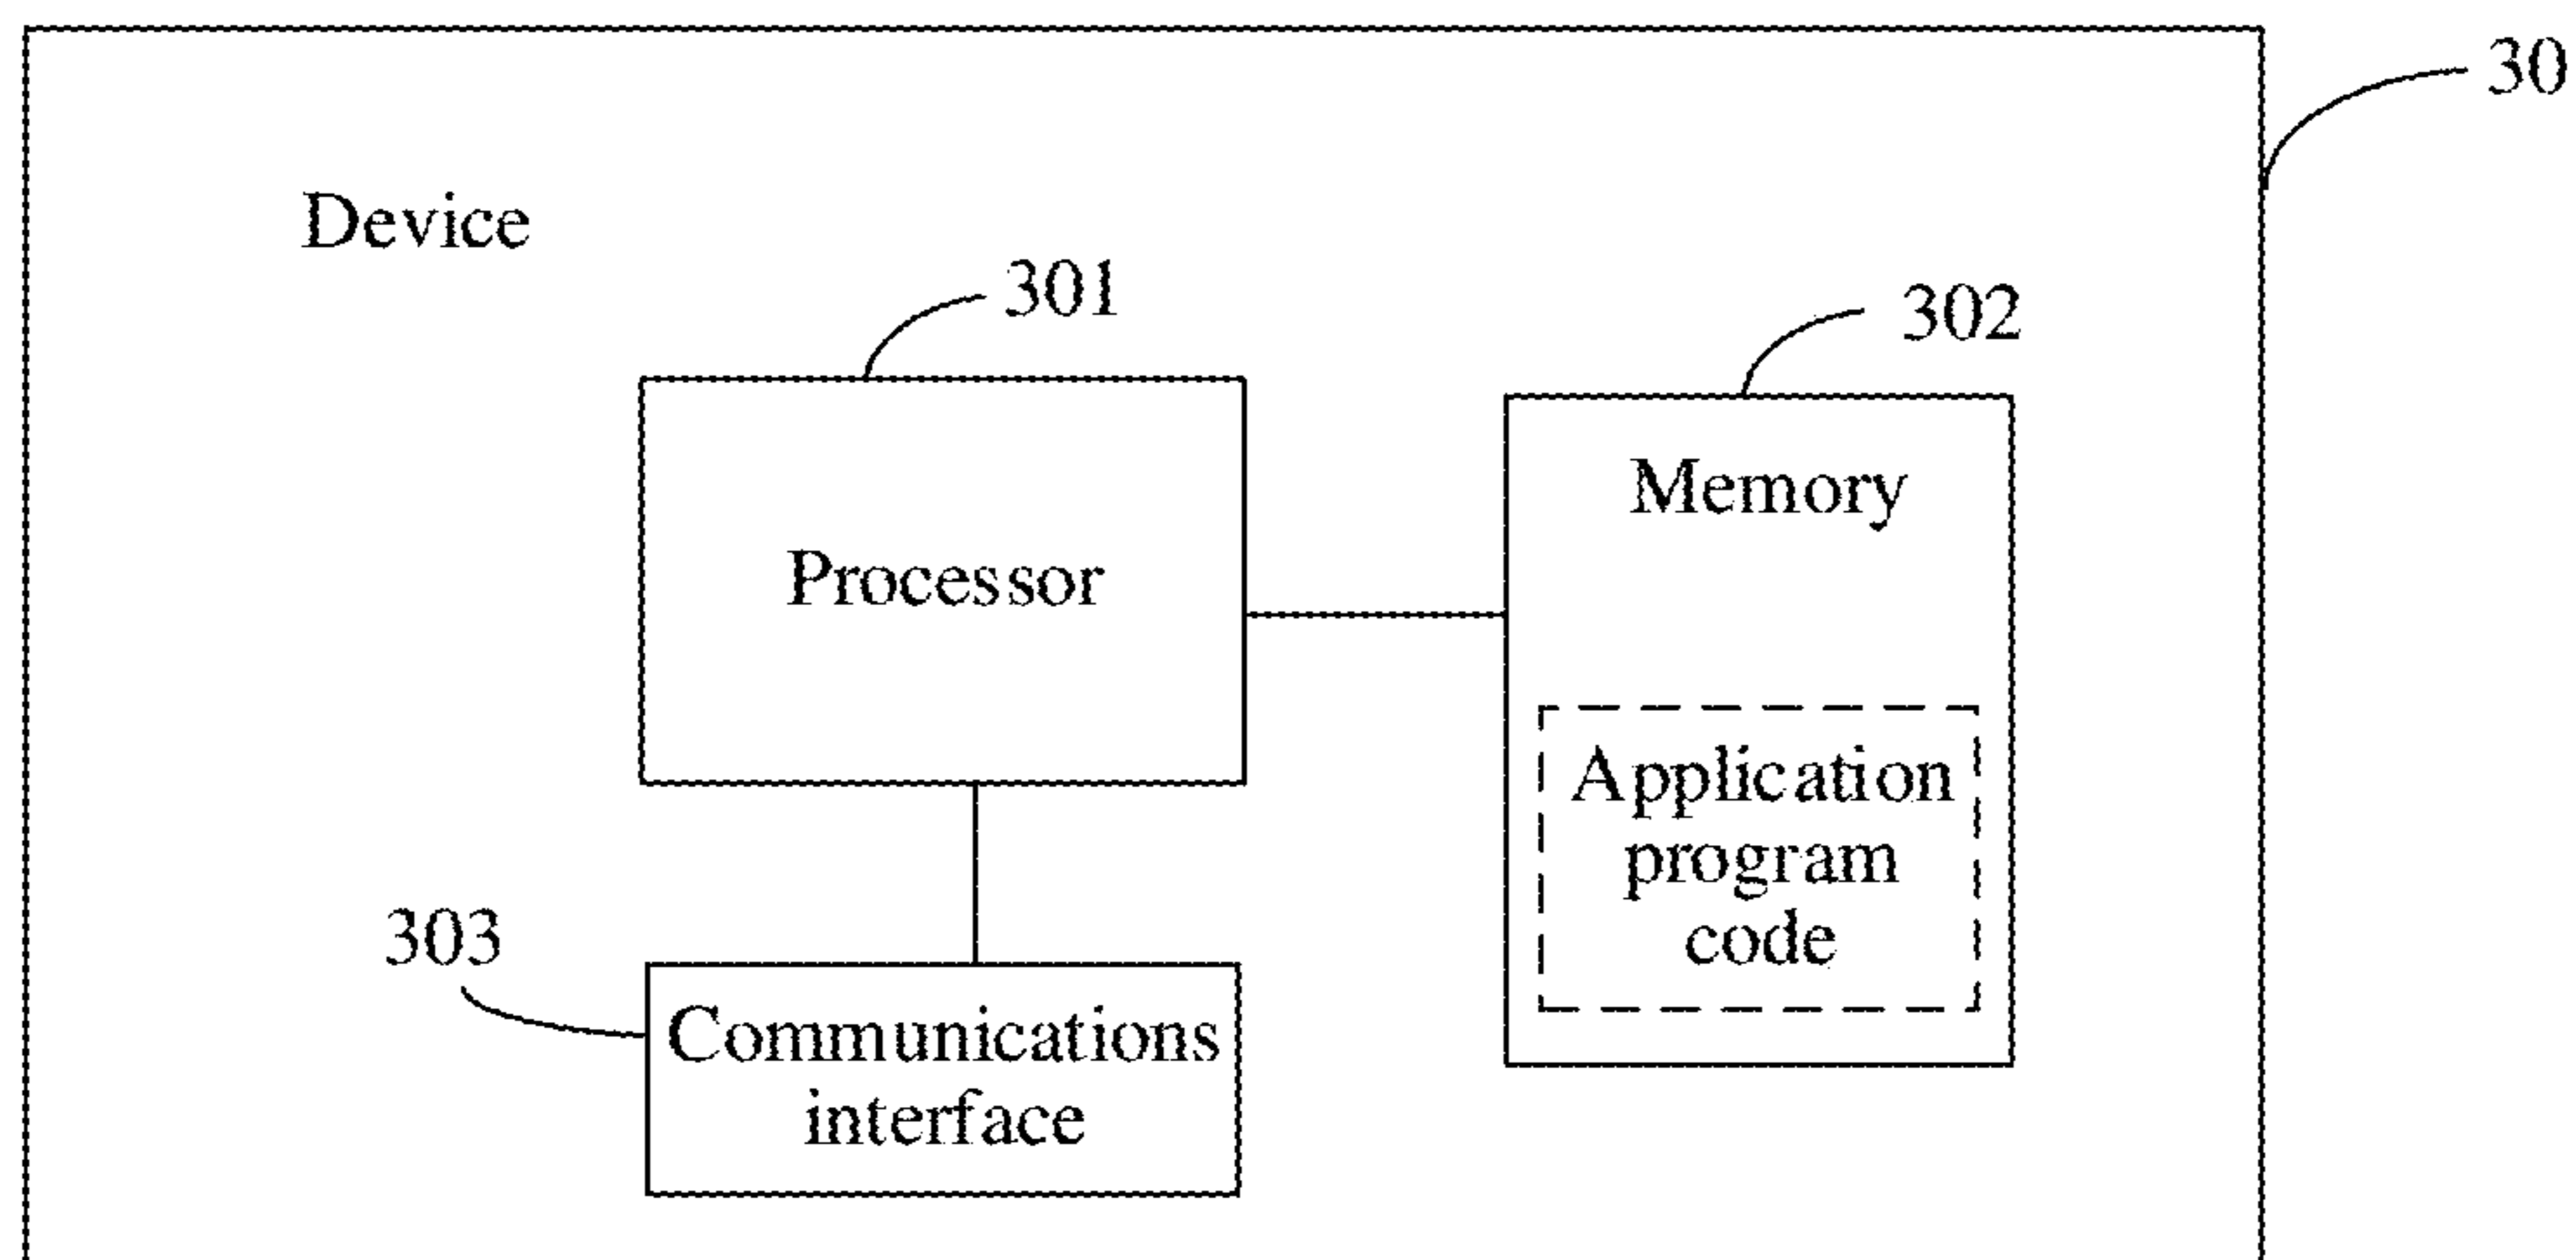 30
Device
301
302
Processor
Memory
Application
program
code
303
Communications
interface